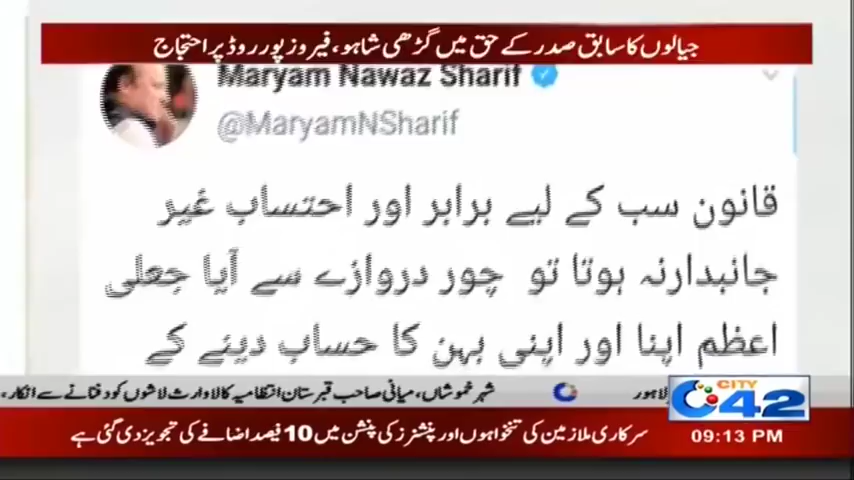 جیالوں کا سابق صدر کے حق میں گڑھی شاہو، فیروز پور روڈ پر احتجاج
Maryam Nawaz Sharif
@MaryamNSharif
قانون سب کے لیے برابر اور احتساب غیر
جانبدارنہ ہوتا تو چور دروازے سے آیا جعلی
اعظم اپنا اور اپنی بہن کا حساب دینے کے
لاہور
شہر خموشاں، میانی صاحب قبرستان انتظامیہ کا لاوارث لاشوں کو دفنانے سے انکار،
CITY 42
سرکاری ملازمین کی تنخواہوں اور پنشنرز کی پنشن میں 10 فیصد اضافے کی تجویز دی گئی ہے
09:13 PM